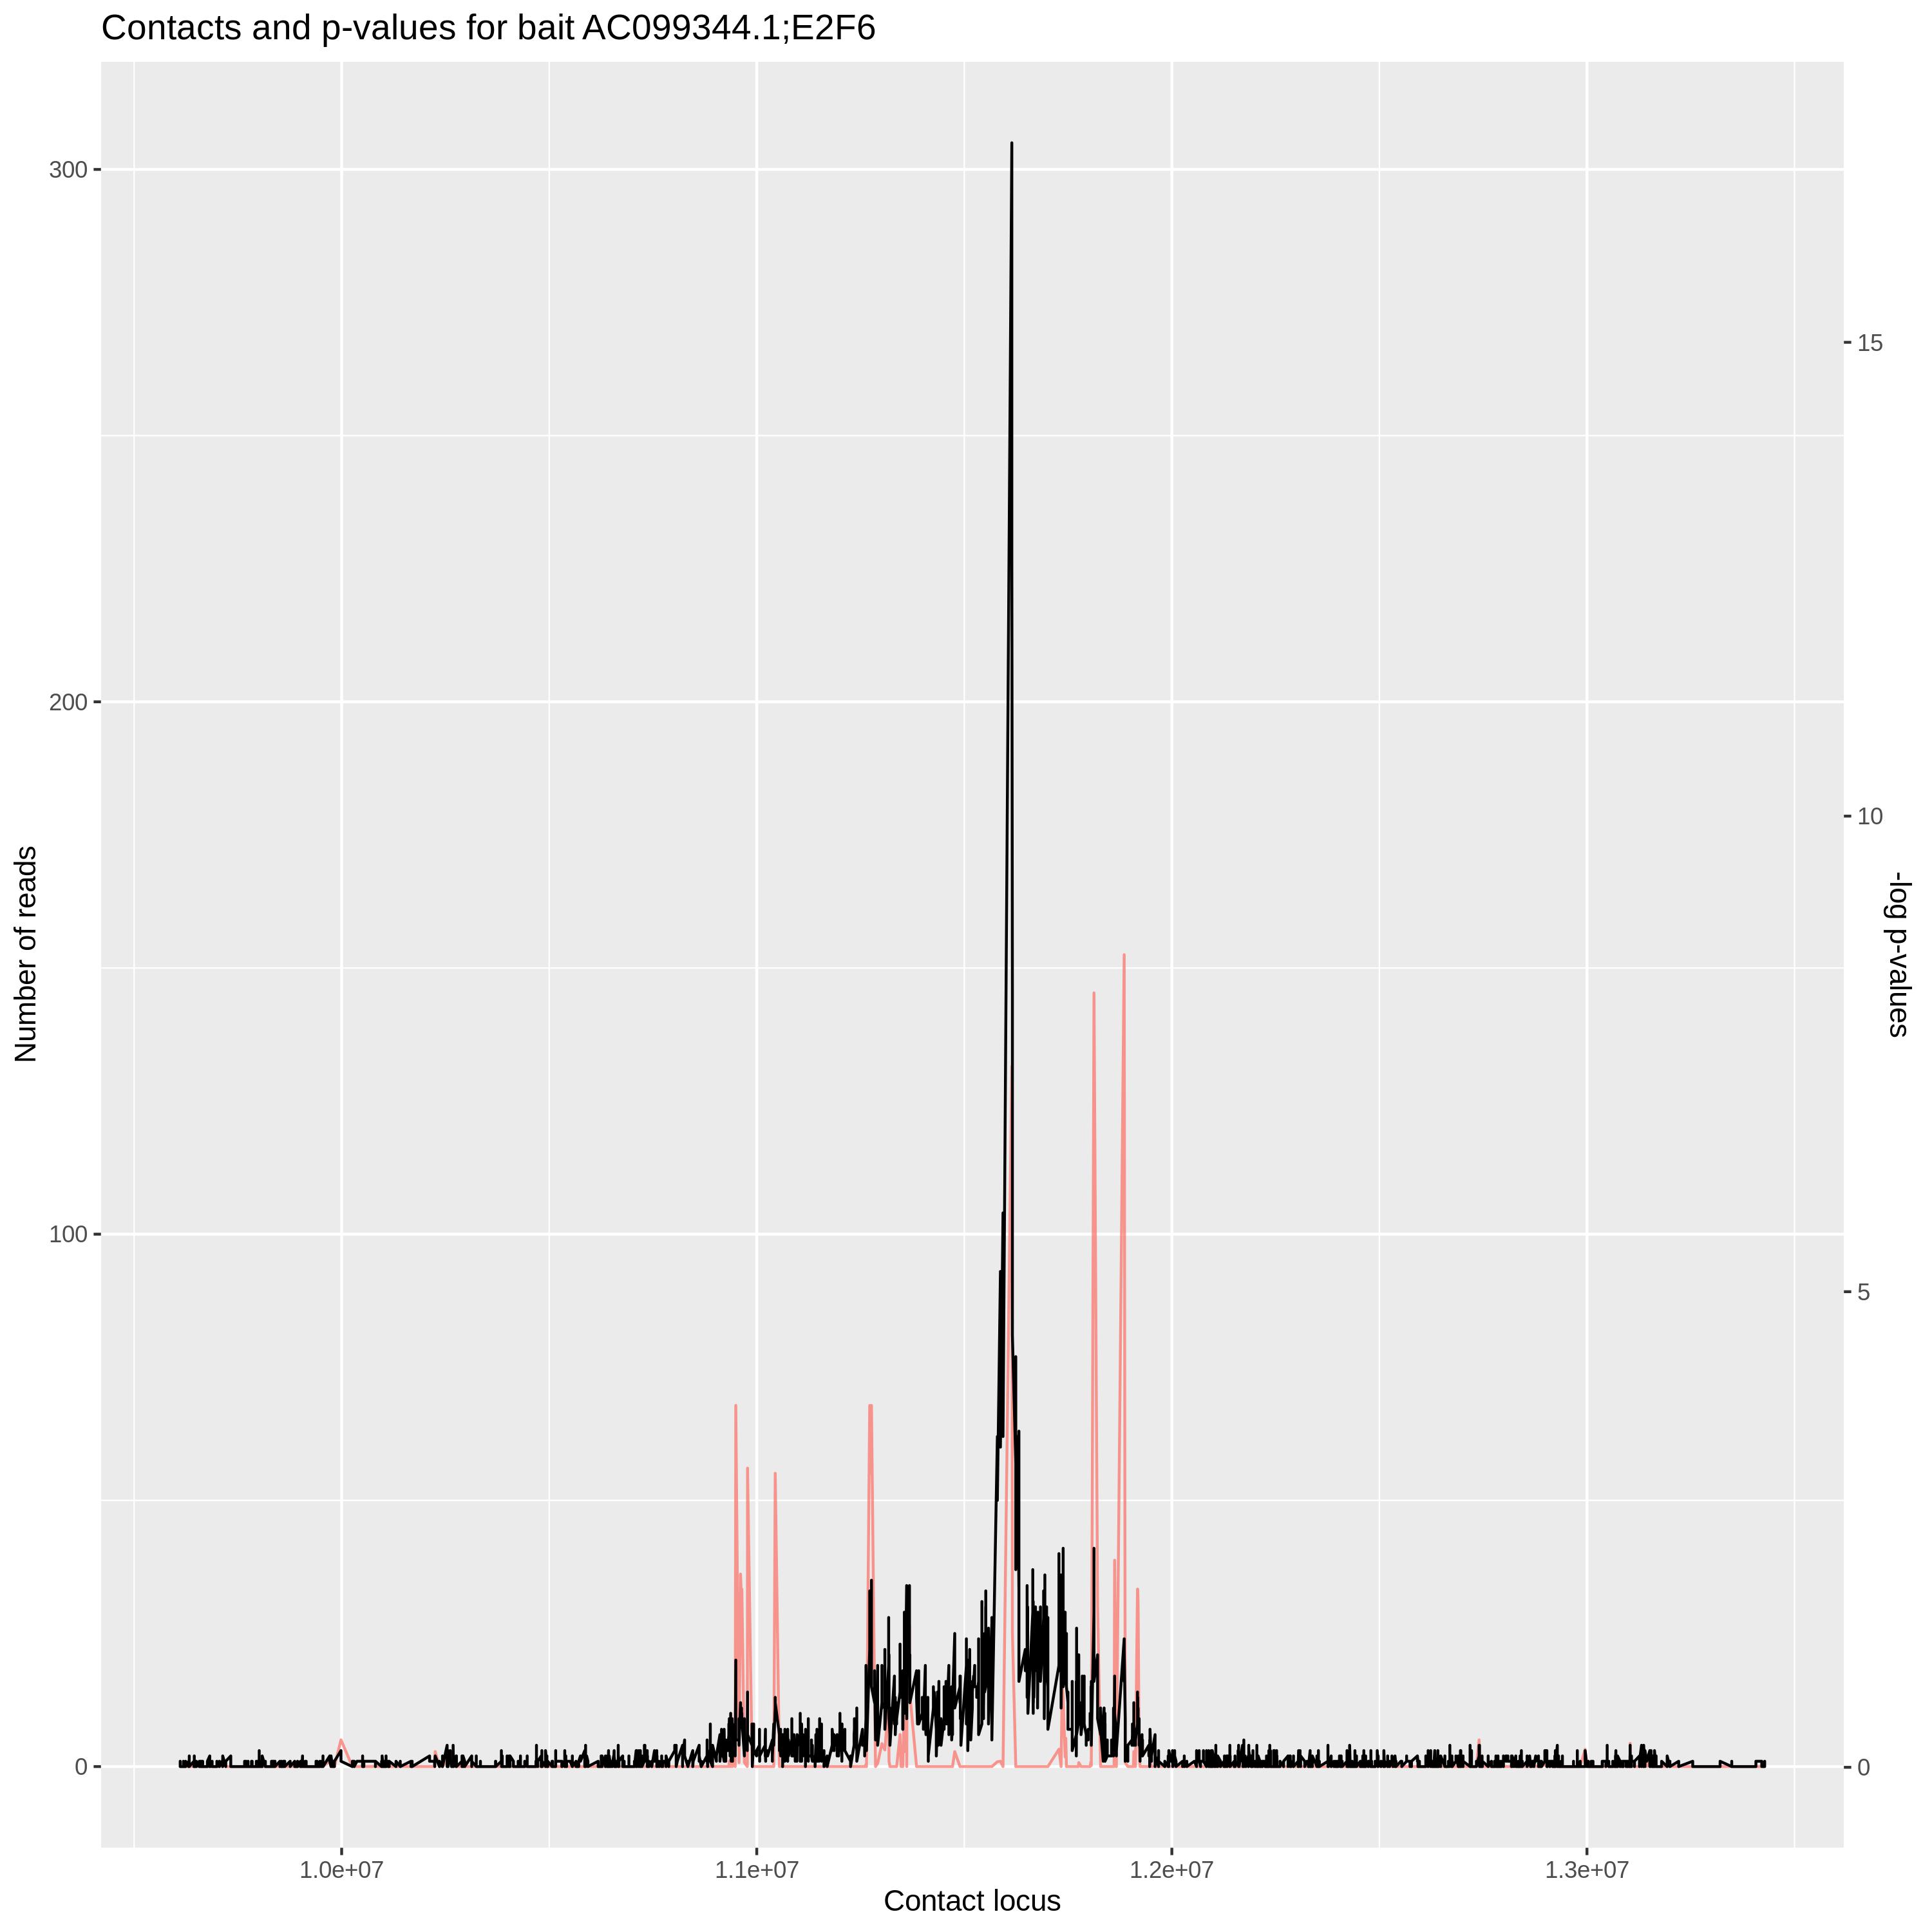 Contacts and p-values for bait AC099344.1;E2F6
300
200
100
0
Number of reads
15
10
5
0
-log p-values
1.0e+07
1.1e+07
1.2e+07
1.3e+07
Contact locus